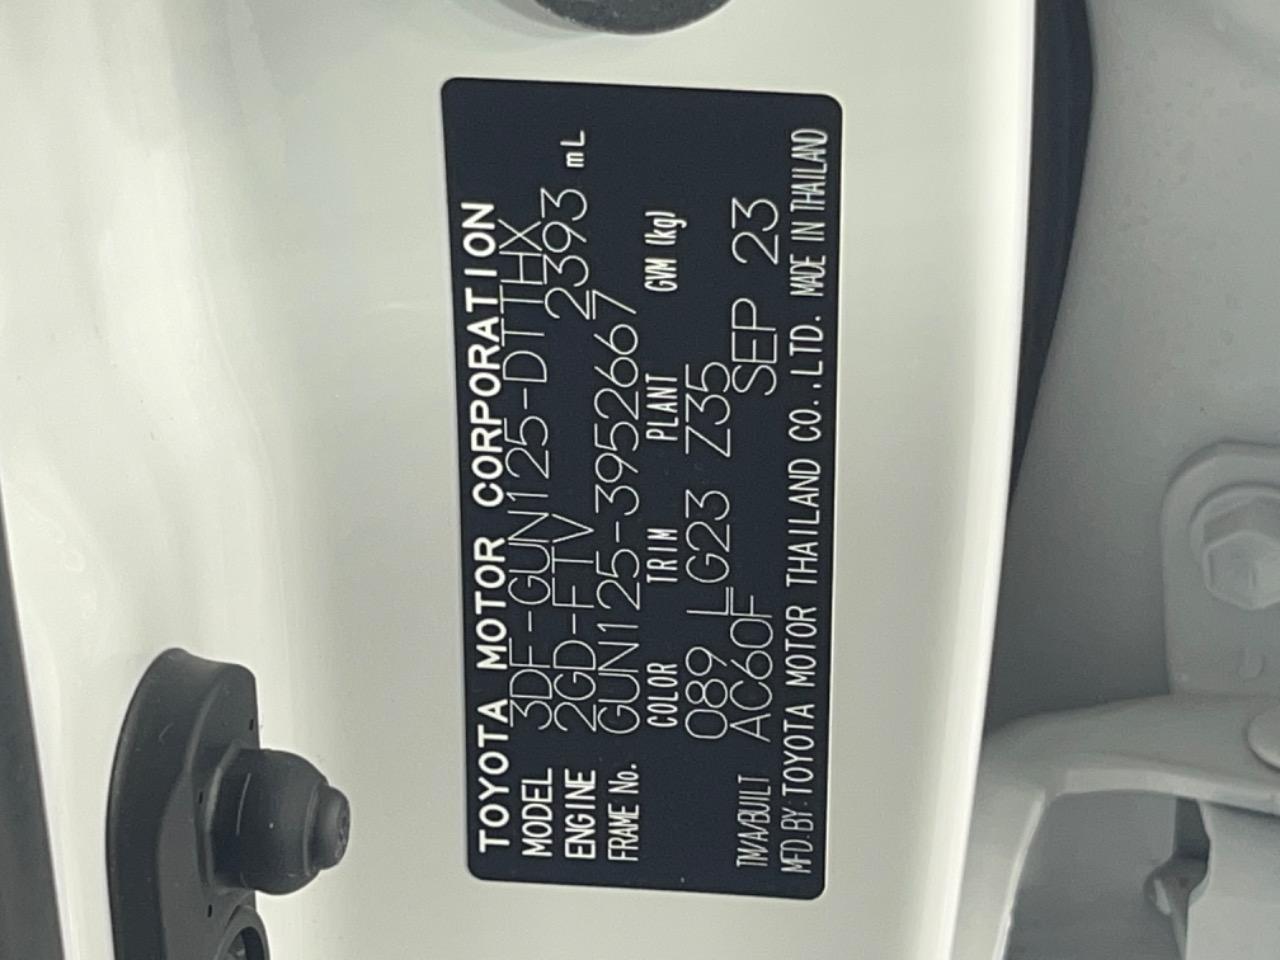 TOYOTA MOTOR CORPORATION
MODEL 3DF-GUN125-DTTHX
ENGINE 2GD-FTV 2393 mL
FRAME No. GUN125-3952667
COLOR TRIM PLANT GVM (kg)
089 LG23 Z35
TM/A/BUILT AC60F SEP 23
MFD.BY:TOYOTA MOTOR THAILAND CO.,LTD. MADE IN THAILAND